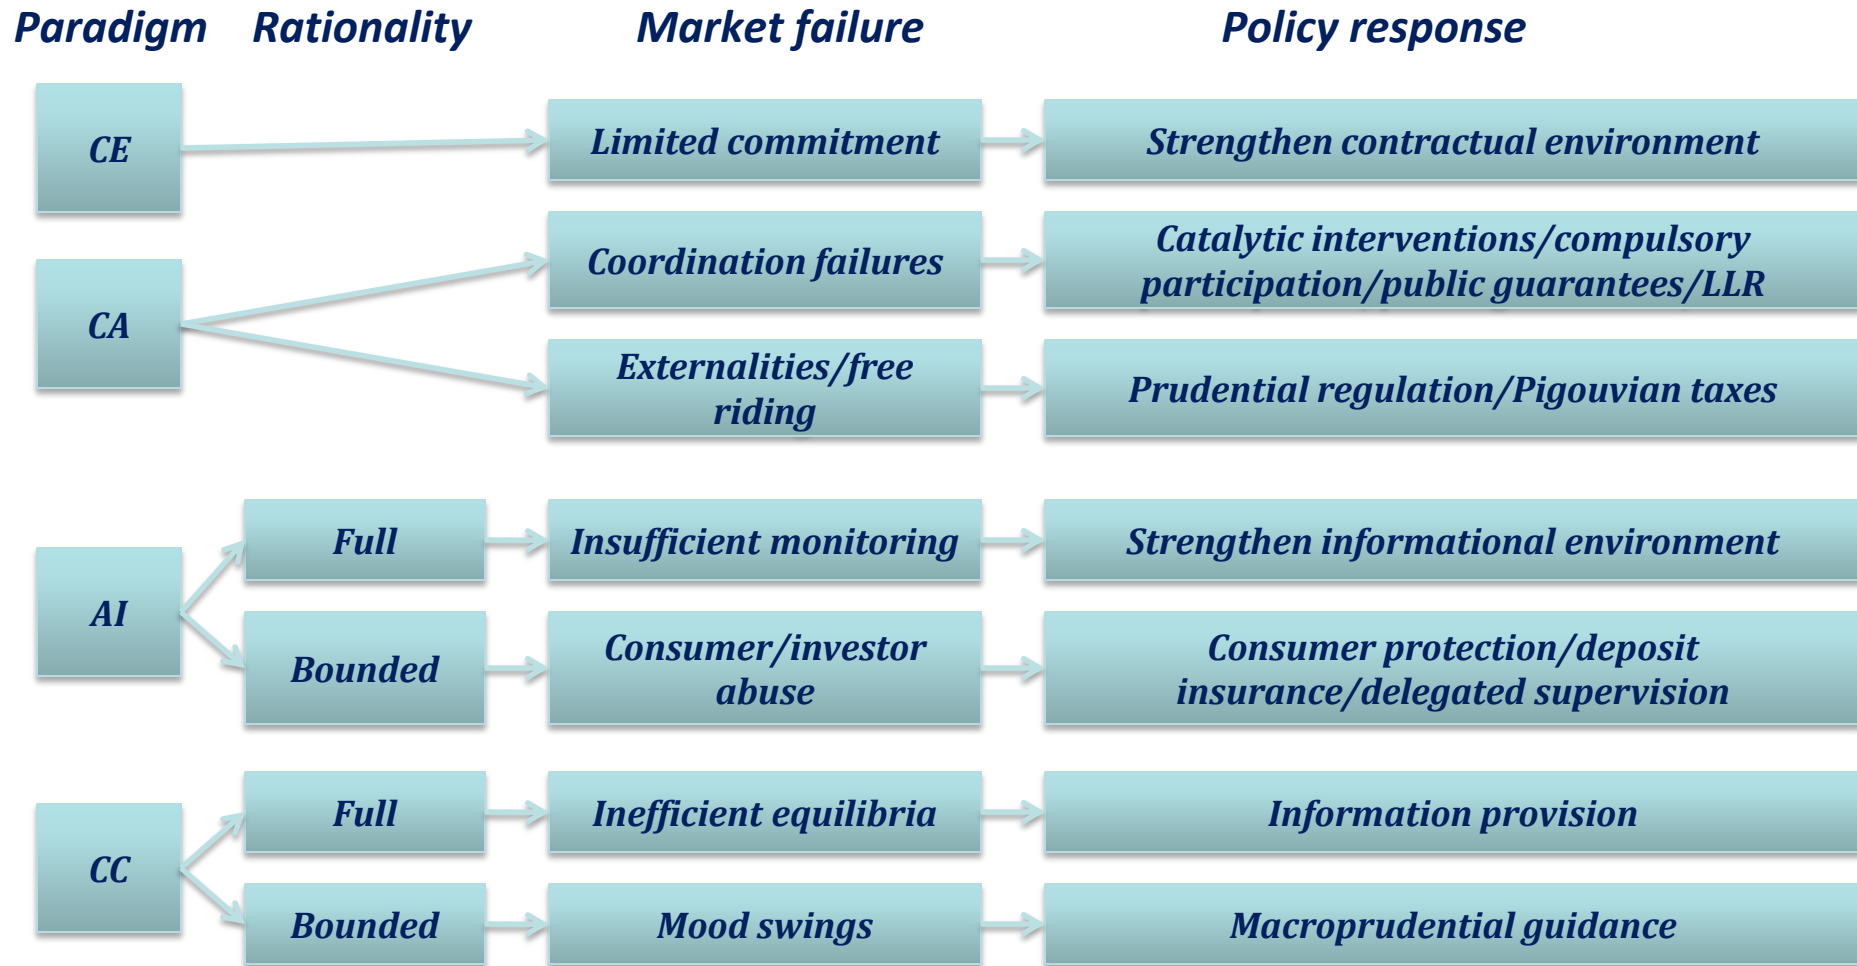 Paradigm Rationality Market failure Policy response
CE
Limited commitment
Strengthen contractual environment
CA
Coordination failures
Catalytic interventions/compulsory
participation/public guarantees/LLR
Externalities/free
riding
Prudential regulation/Pigouvian taxes
AI
Full
Insufficient monitoring
Strengthen informational environment
Bounded
Consumer/investor
abuse
Consumer protection/deposit
insurance/delegated supervision
CC
Full
Inefficient equilibria
Information provision
Bounded
Mood swings
Macroprudential guidance